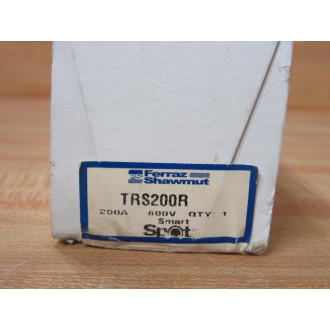 Ferraz
Shawmut
TRS200R
200A 600V QTY: 1
Smart
Spot